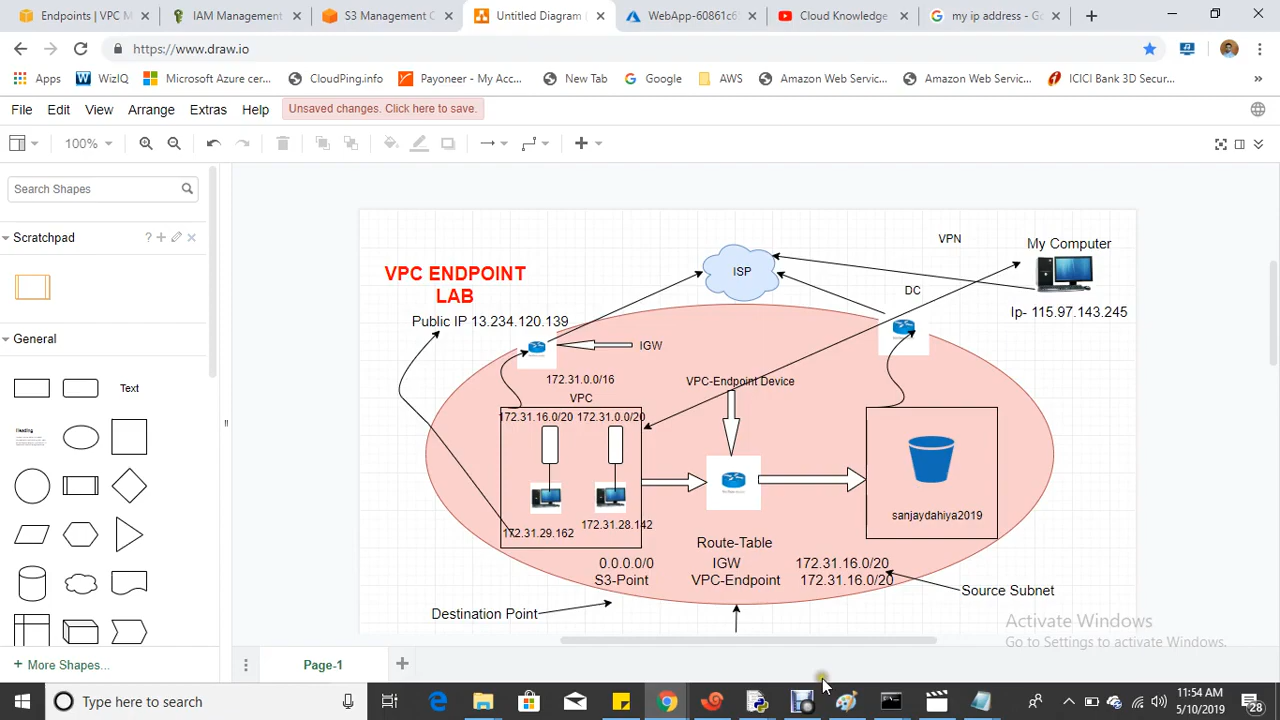 Endpoints | VPC M
IAM Management
S3 Management C
Untitled Diagram
WebApp-60861c6
Cloud Knowledge
my ip address - Go
https://www.draw.io
Apps
WizIQ
Microsoft Azure cer...
CloudPing.info
Payoneer - My Acco...
New Tab
Google
AWS
Amazon Web Servic...
Amazon Web Servic...
ICICI Bank 3D Secur...
File
Edit
View
Arrange
Extras
Help
Unsaved changes. Click here to save.
100%
Search Shapes
Scratchpad
General
Text
Heading
More Shapes...
VPC ENDPOINT
LAB
Public IP 13.234.120.139
ISP
VPN
My Computer
DC
Ip- 115.97.143.245
IGW
172.31.0.0/16
VPC
VPC-Endpoint Device
172.31.16.0/20
172.31.0.0/20
172.31.29.162
172.31.28.142
sanjaydahiya2019
Route-Table
0.0.0.0/0
IGW
172.31.16.0/20
S3-Point
VPC-Endpoint
172.31.16.0/20
Source Subnet
Destination Point
Activate Windows
Go to Settings to activate Windows.
Page-1
Type here to search
11:54 AM
5/10/2019
28